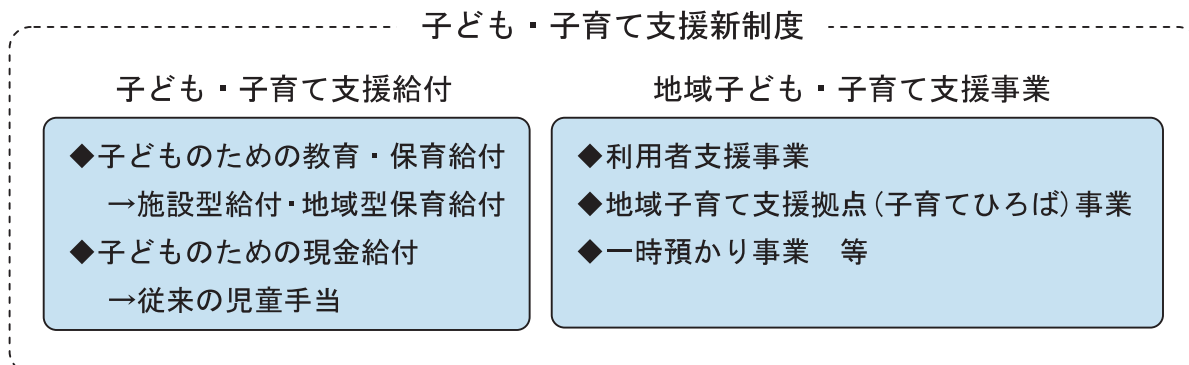 子ども・子育て支援新制度
子ども・子育て支援給付
◆子どものための教育・保育給付
→施設型給付・地域型保育給付
◆子どものための現金給付
→従来の児童手当
地域子ども・子育て支援事業
◆利用者支援事業
◆地域子育て支援拠点(子育てひろば)事業
◆一時預かり事業　等